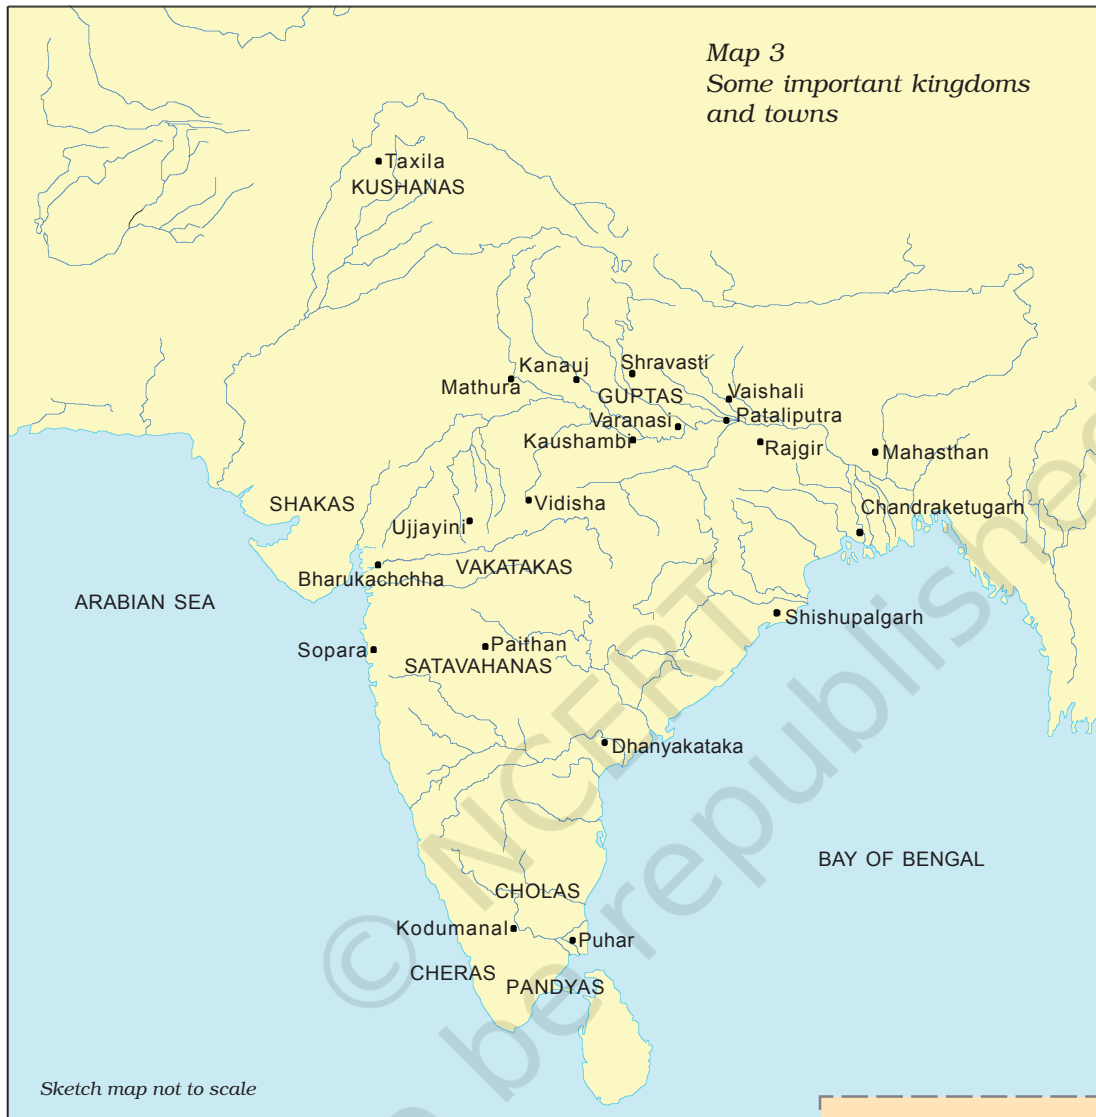 Map 3
Some important kingdoms
and towns
Taxila
KUSHANAS
Kanauj
Shravasti
Mathura
GUPTAS
Vaishali
Varanasi
Pataliputra
Kaushambi
Rajgir
Mahasthan
SHAKAS
Vidisha
Chandraketugarh
Ujjayini
VAKATAKAS
Bharukachchha
ARABIAN SEA
Shishupalgarh
Sopara
Paithan
SATAVAHANAS
Dhanyakataka
BAY OF BENGAL
CHOLAS
Kodumanal
Puhar
CHERAS
PANDYAS
Sketch map not to scale
© NCERT
be republishe